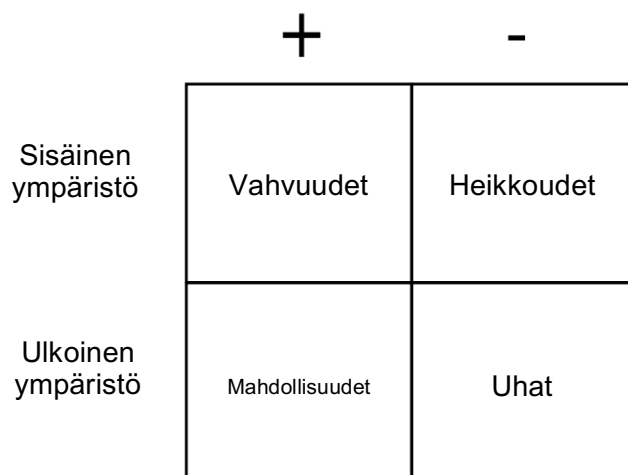 + -
Sisäinen
ympäristö
Vahvuudet
Heikkoudet
Ulkoinen
ympäristö
Mahdollisuudet
Uhat